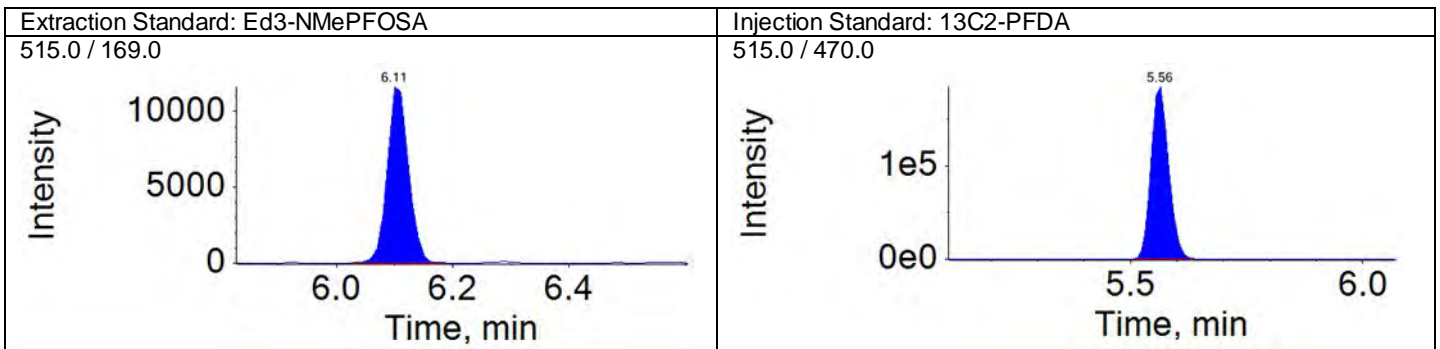 Extraction Standard: Ed3-NMePFOSA
515.0 / 169.0
6.11
10000
5000
0
Intensity
6.0 6.2 6.4
Time, min
Injection Standard: 13C2-PFDA
515.0 / 470.0
5.56
1e5
0e0
Intensity
5.5 6.0
Time, min